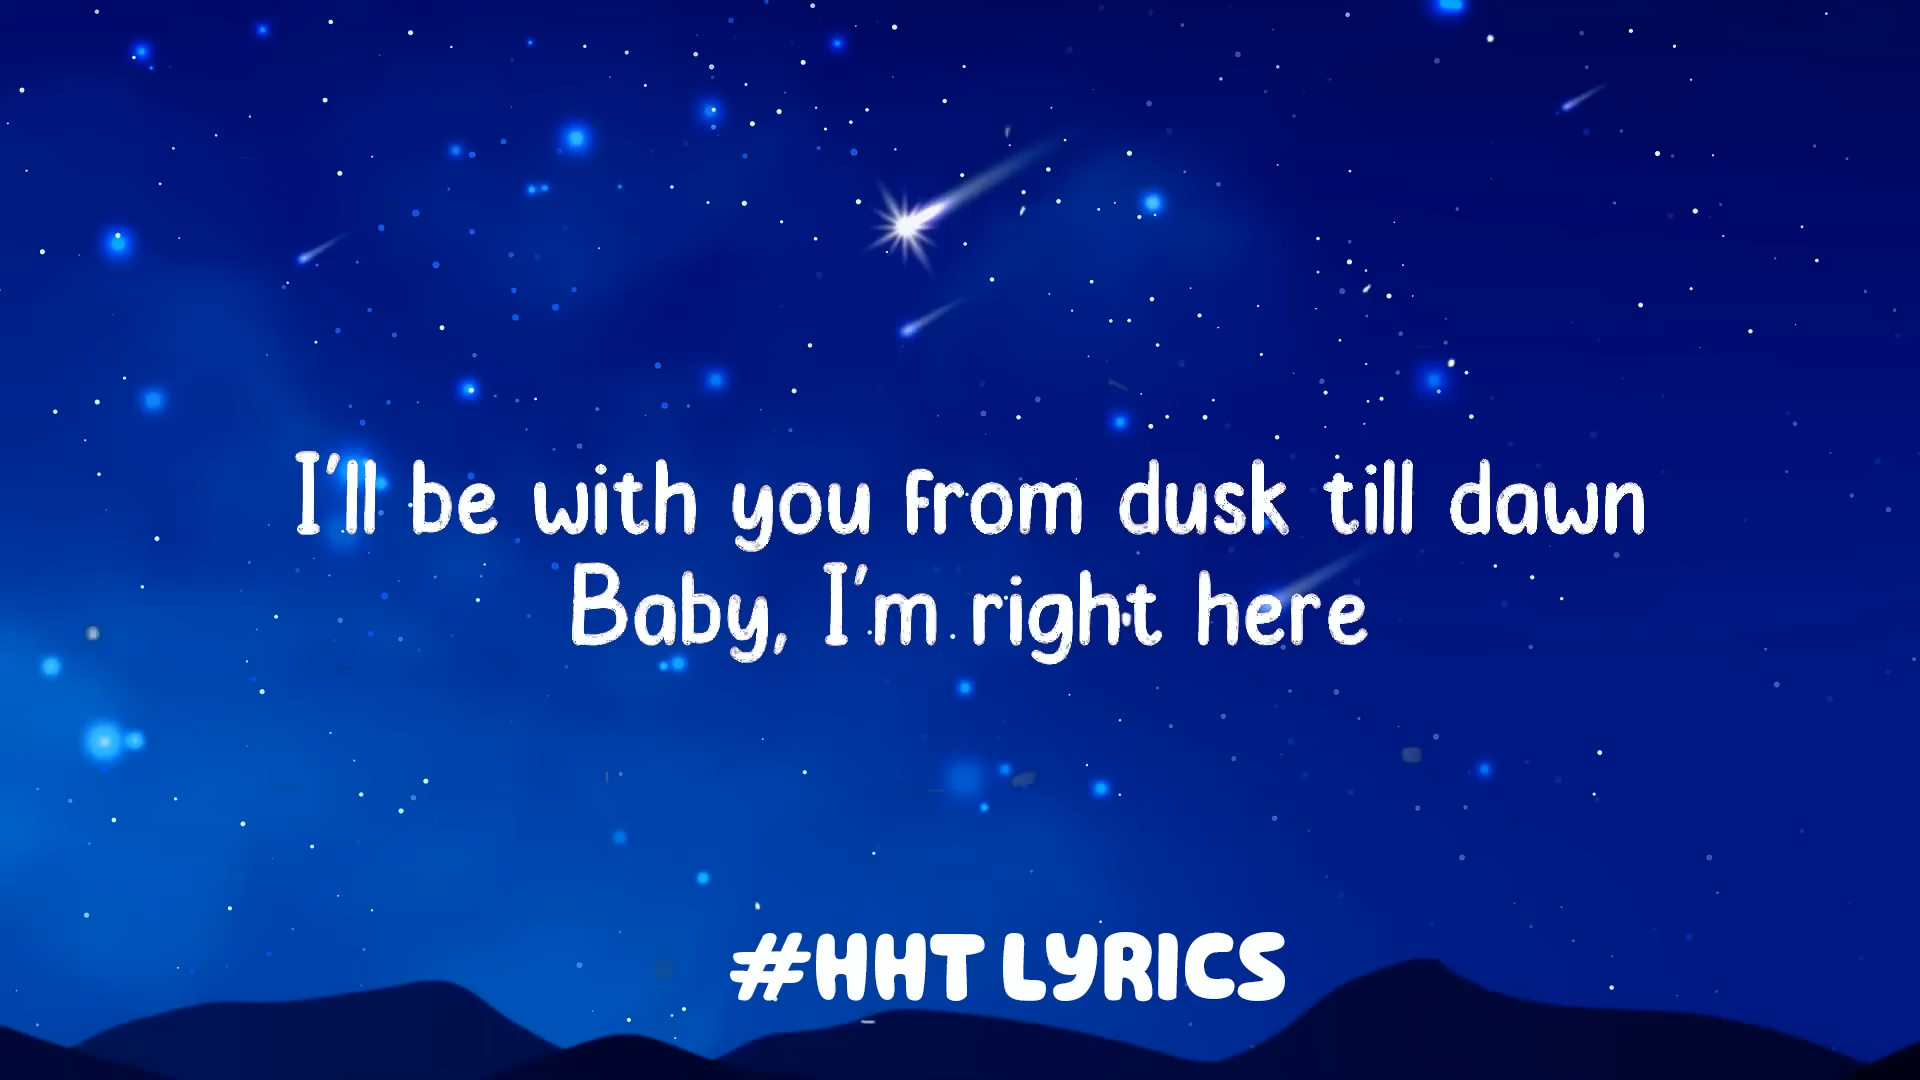 I'll be with you from dusk till dawn
Baby, I'm right here
#HHT LYRICS